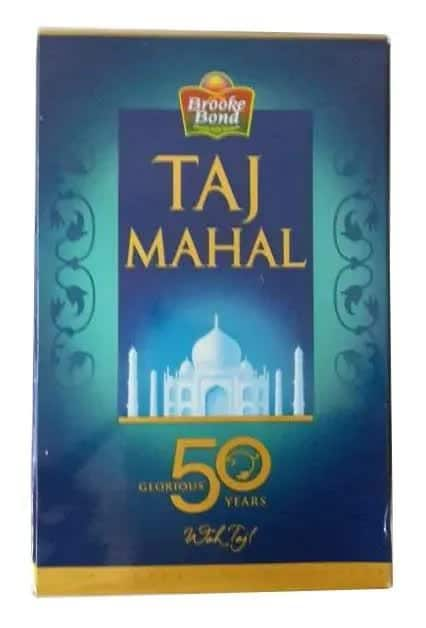 Brooke
Bond
TAJ
MAHAL
GLORIOUS 50 YEARS
Wah Taj!